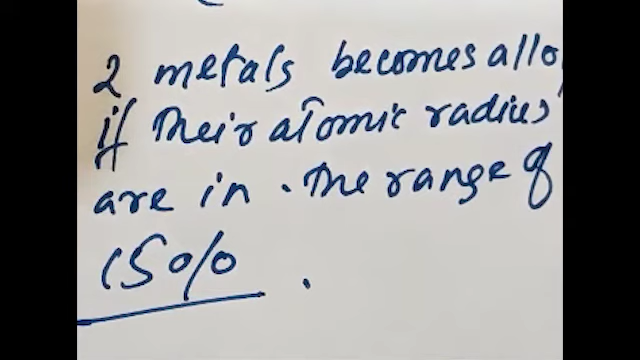 2 metals becomes allo
if their atomic radius
are in . the range of
15%.